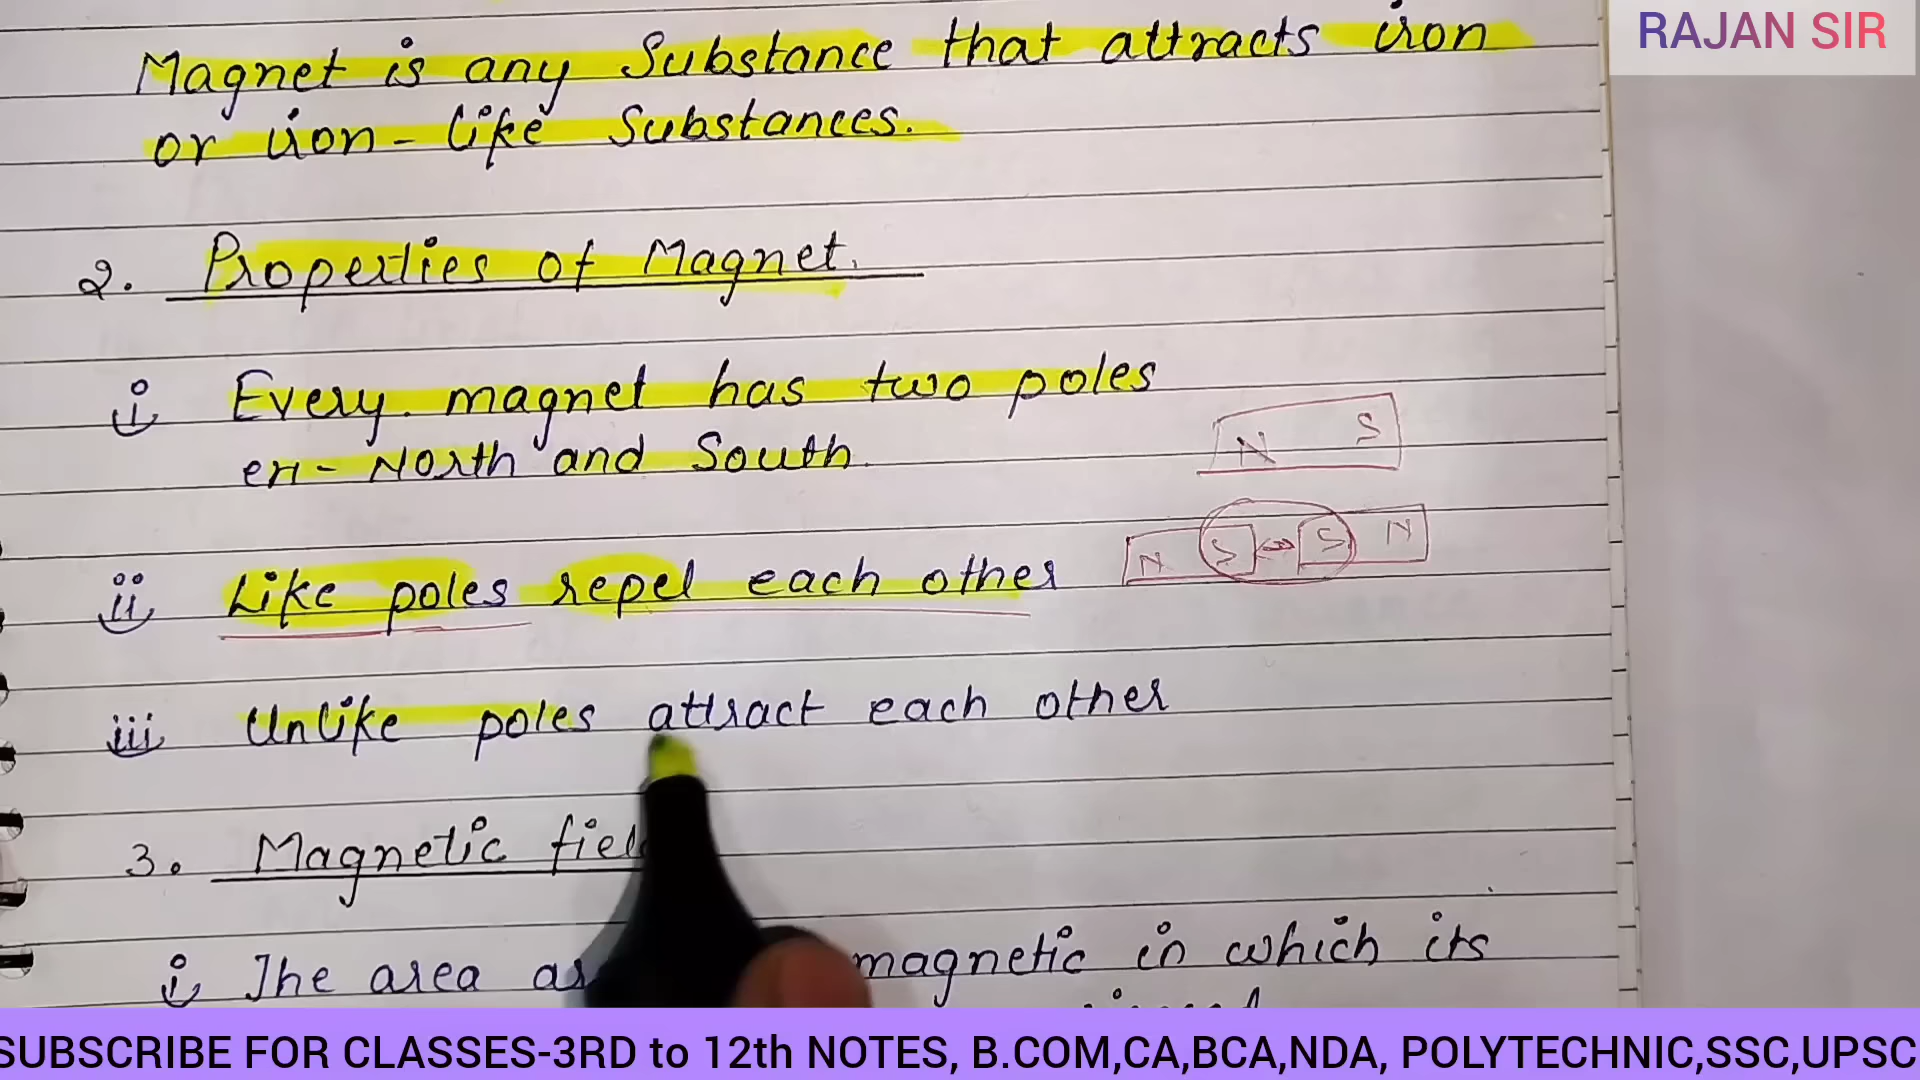 RAJAN SIR
Magnet is any Substance that attracts iron
or iron-like Substances.
2. Properties of Magnet.
i Every magnet has two poles
- North and South.
N S
ii Like poles repel each other
N S ↔ S N
iii Unlike poles attract each other
3. Magnetic
i The area magnetic in which its
SUBSCRIBE FOR CLASSES-3RD to 12th NOTES, B.COM,CA,BCA,NDA, POLYTECHNIC,SSC,UPSC